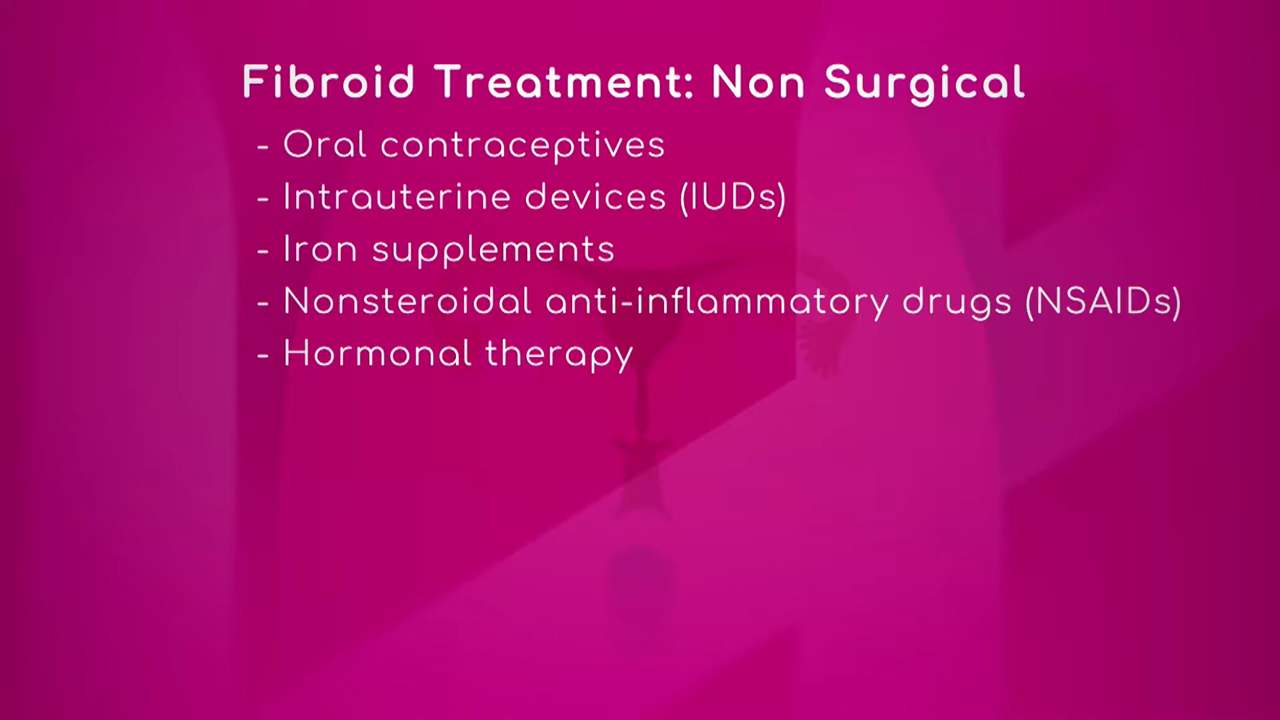 Fibroid Treatment: Non Surgical
- Oral contraceptives
- Intrauterine devices (IUDs)
- Iron supplements
- Nonsteroidal anti-inflammatory drugs (NSAIDs)
- Hormonal therapy